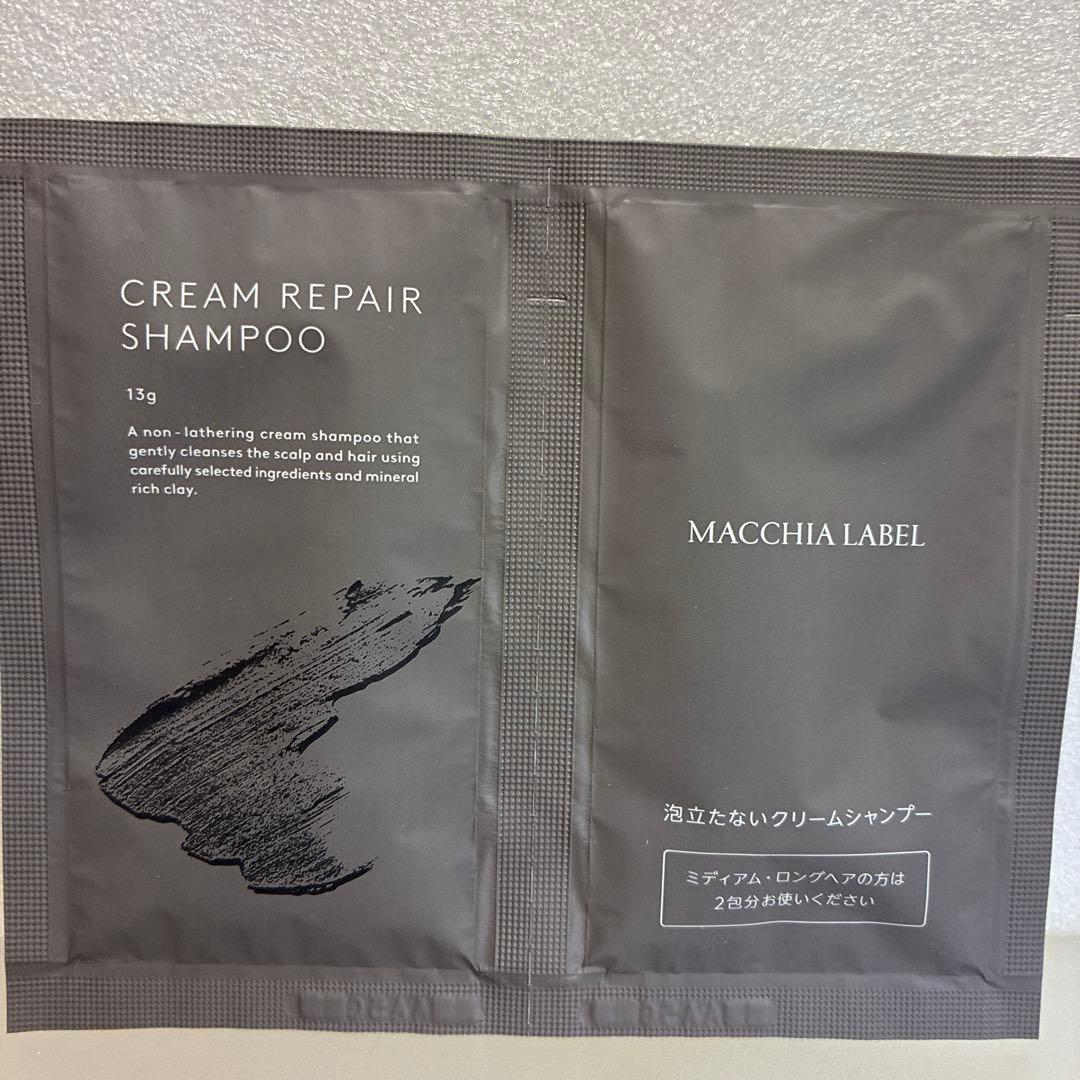 CREAM REPAIR
SHAMPOO
13g
A non-lathering cream shampoo that
gently cleanses the scalp and hair using
carefully selected ingredients and mineral
rich clay.
MACCHIA LABEL
泡立たないクリームシャンプー
ミディアム・ロングヘアの方は
2包分お使いください